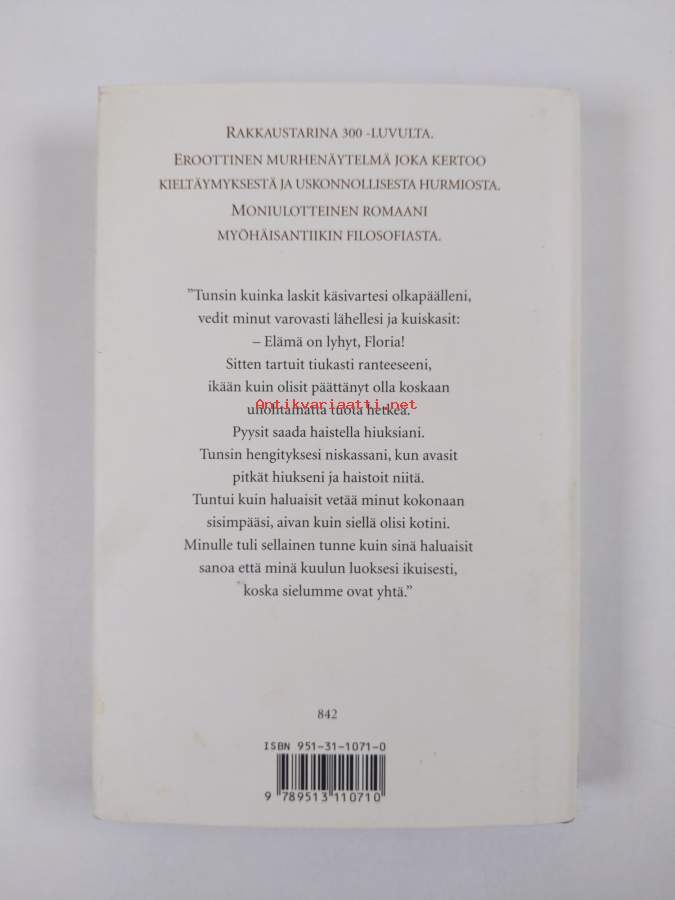 RAKKAUSTARINA 300 -LUVULTA.
EROOTTINEN MURHENÄYTELMÄ JOKA KERTOO
KIELTÄYMYKSESTÄ JA USKONNOLLISESTA HURMIOSTA.
MONIULOTTEINEN ROMAANI
MYÖHÄISANTIIKIN FILOSOFIASTA.
”Tunsin kuinka laskit käsivartesi olkapäälleni,
vedit minut varovasti lähellesi ja kuiskasit:
– Elämä on lyhyt, Floria!
Sitten tartuit tiukasti ranteeseeni,
ikään kuin olisit päättänyt olla koskaan
Antikvariaatti.net
unohtamatta tuota hetkeä.
Pyysit saada haistella hiuksiani.
Tunsin hengityksesi niskassani, kun avasit
pitkät hiukseni ja haistoit niitä.
Tuntui kuin haluaisit vetää minut kokonaan
sisimpääsi, aivan kuin siellä olisi kotini.
Minulle tuli sellainen tunne kuin sinä haluaisit
sanoa että minä kuulun luoksesi ikuisesti,
koska sielumme ovat yhtä.”
842
ISBN 951-31-1071-0
9 789513 110710